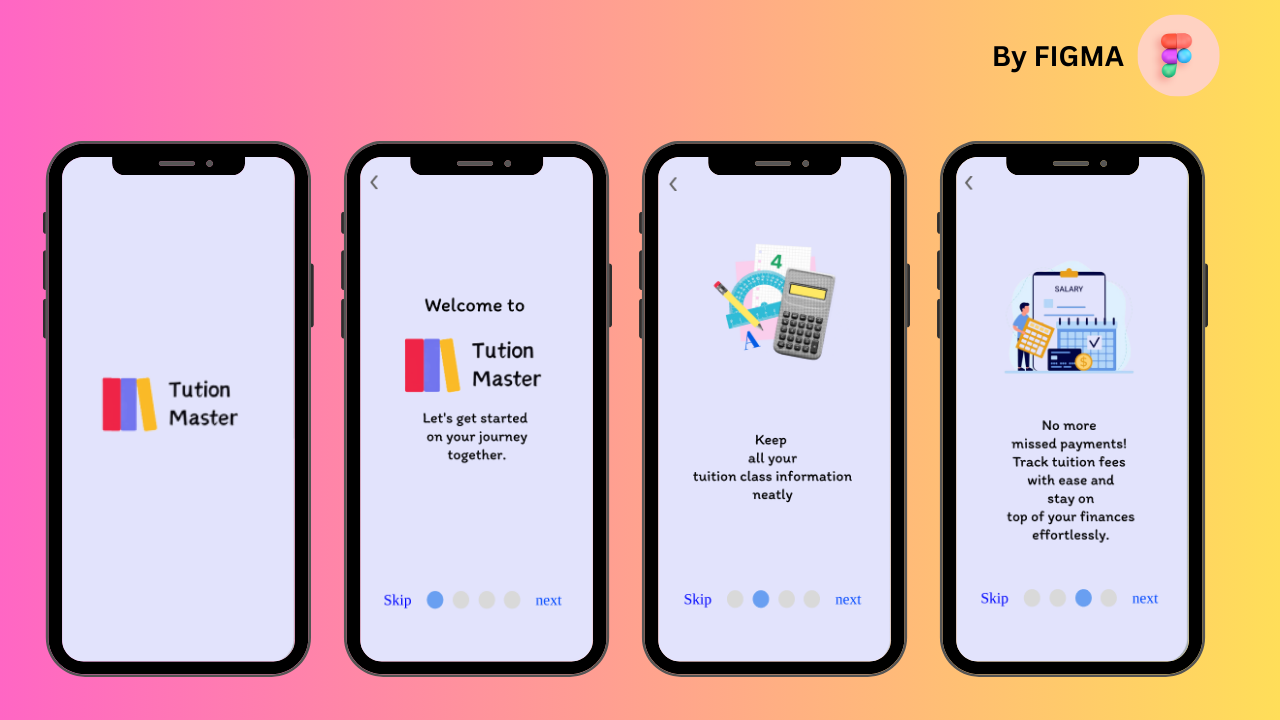 By FIGMA
Tution
Master
Welcome to
Tution
Master
Let's get started
on your journey
together.
Skip
next
4
A
Keep
all your
tuition class information
neatly
Skip
next
SALARY
$
No more
missed payments!
Track tuition fees
with ease and
stay on
top of your finances
effortlessly.
Skip
next